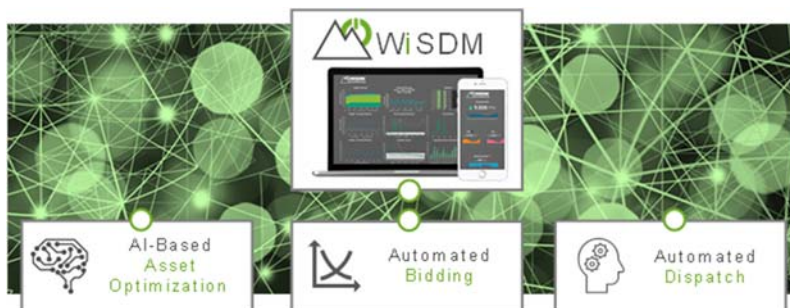 WiSDM
AI-Based
Asset
Optimization
Automated
Bidding
Automated
Dispatch